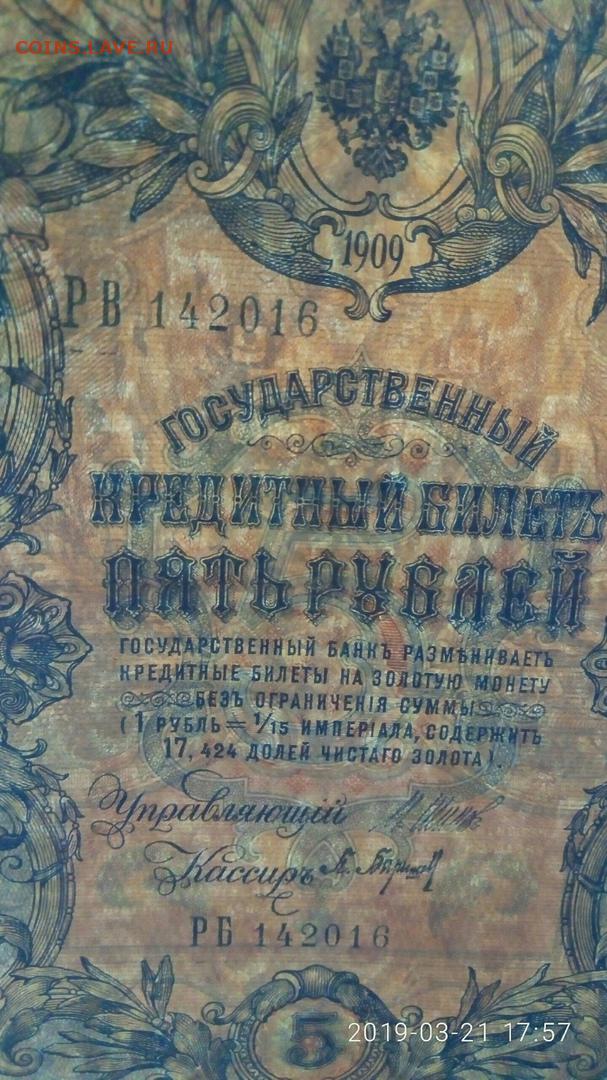 COINS.LAVE.RU
1909
РВ 142016
ГОСУДАРСТВЕННЫЙ
КРЕДИТНЫЙ БИЛЕТЪ
ПЯТЬ РУБЛЕЙ
ГОСУДАРСТВЕННЫЙ БАНКЪ РАЗМѢНИВАЕТЪ
КРЕДИТНЫЕ БИЛЕТЫ НА ЗОЛОТУЮ МОНЕТУ
БЕЗЪ ОГРАНИЧЕНІЯ СУММЫ
(1 РУБЛЬ = 1/15 ИМПЕРІАЛА, СОДЕРЖИТЪ
17,424 ДОЛЕЙ ЧИСТАГО ЗОЛОТА).
Управляющій
Кассиръ
РБ 142016
5
2019-03-21 17:57